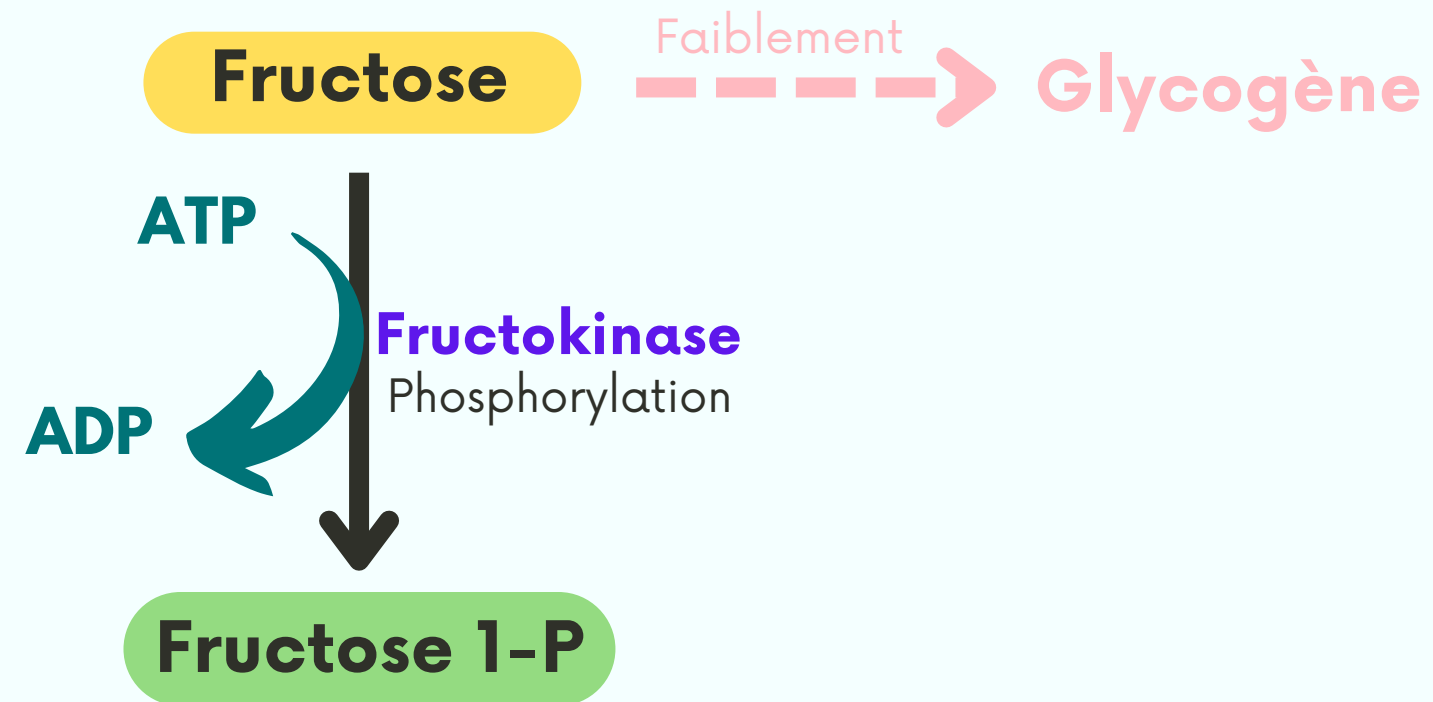 Fructose
Faiblement
Glycogène
ATP
Fructokinase
Phosphorylation
ADP
Fructose 1-P